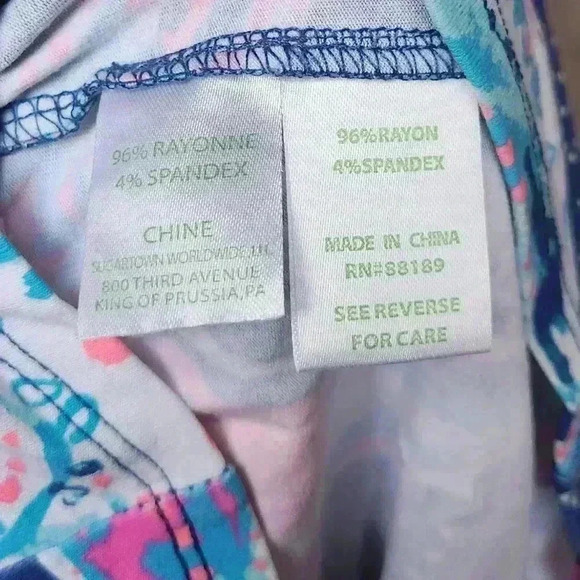 96% RAYONNE
4% SPANDEX
CHINE
SUGARTOWN WORLDWIDE, LLC
800 THIRD AVENUE
KING OF PRUSSIA, PA
96%RAYON
4%SPANDEX
MADE IN CHINA
RN#88189
SEE REVERSE
FOR CARE